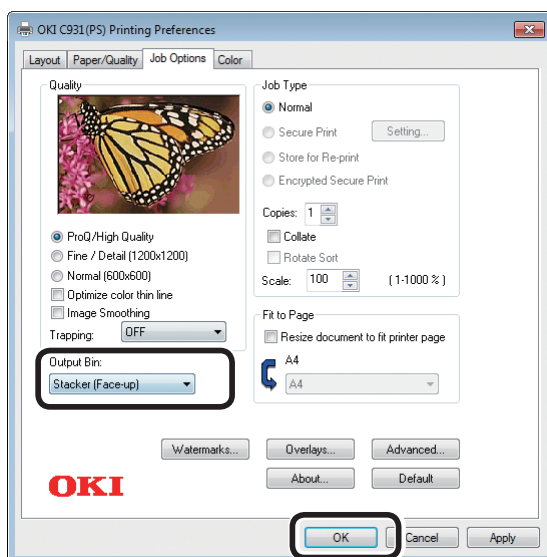 OKI C931(PS) Printing Preferences
Layout Paper/Quality Job Options Color
Quality
ProQ/High Quality
Fine / Detail (1200x1200)
Normal (600x600)
Optimize color thin line
Image Smoothing
Trapping: OFF
Output Bin:
Stacker (Face-up)
Job Type
Normal
Secure Print Setting...
Store for Re-print
Encrypted Secure Print
Copies: 1
Collate
Rotate Sort
Scale: 100 (1-1000 %)
Fit to Page
Resize document to fit printer page
A4
A4
Watermarks... Overlays... Advanced...
OKI About... Default
OK Cancel Apply